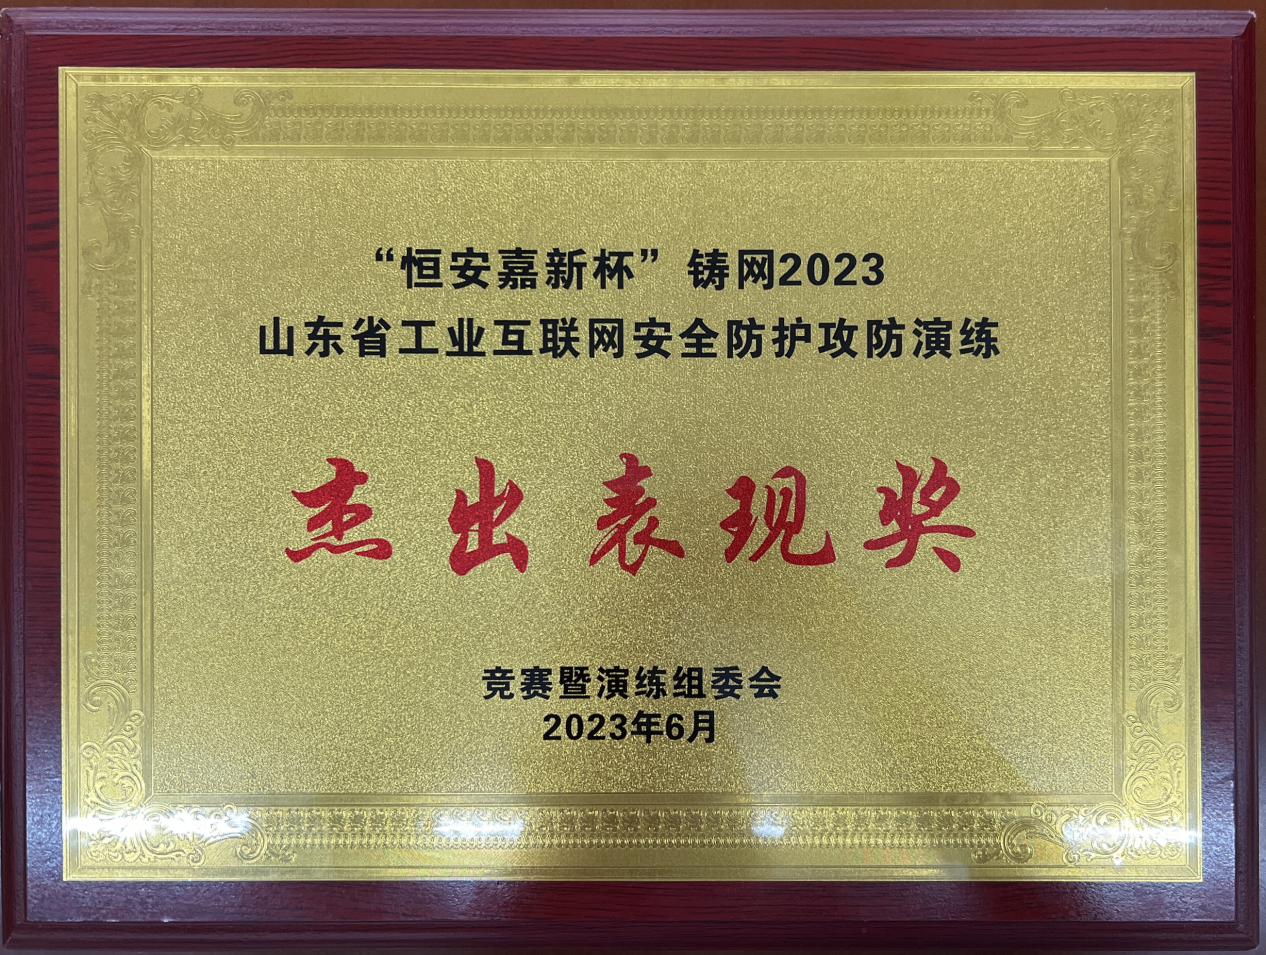 “恒安嘉新杯”铸网2023
山东省工业互联网安全防护攻防演练
杰出表现奖
竞赛暨演练组委会
2023年6月